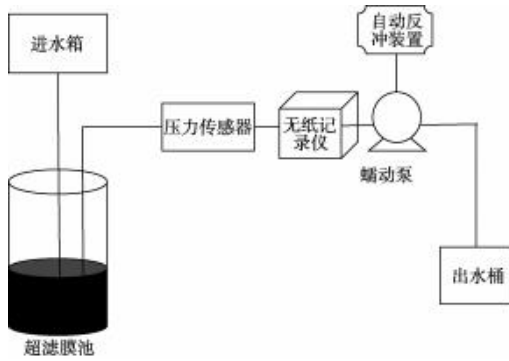 自动反
冲装置
进水箱
压力传感器
无纸记
录仪
蠕动泵
出水桶
超滤膜池